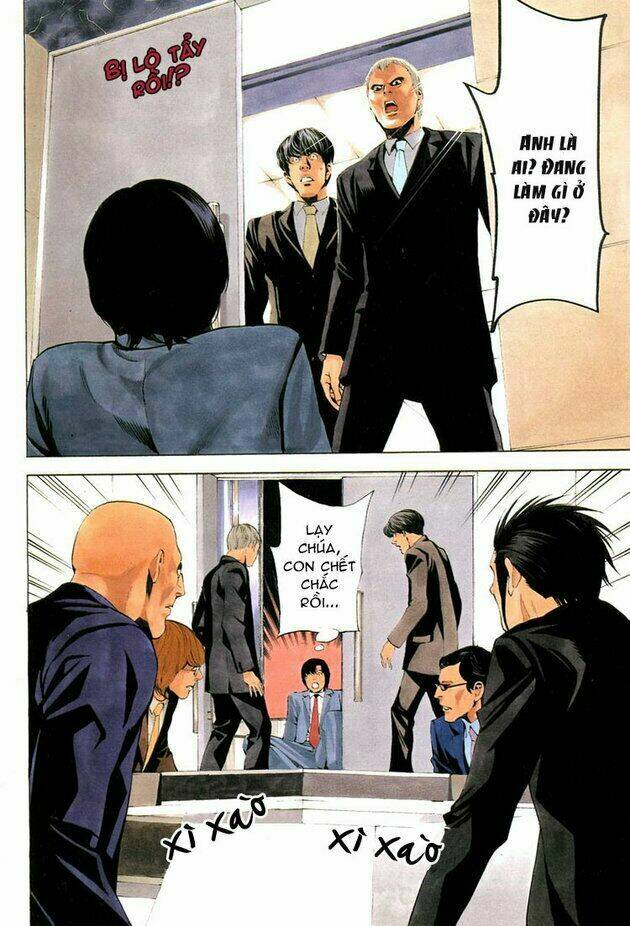 BỊ LỘ TẨY
RỒI!?
ANH LÀ
AI? ĐANG
LÀM GÌ Ở
ĐÂY?
LẠY
CHÚA,
CON CHẾT
CHẮC
RỒI...
XÌ XÀO
XÌ XÀO